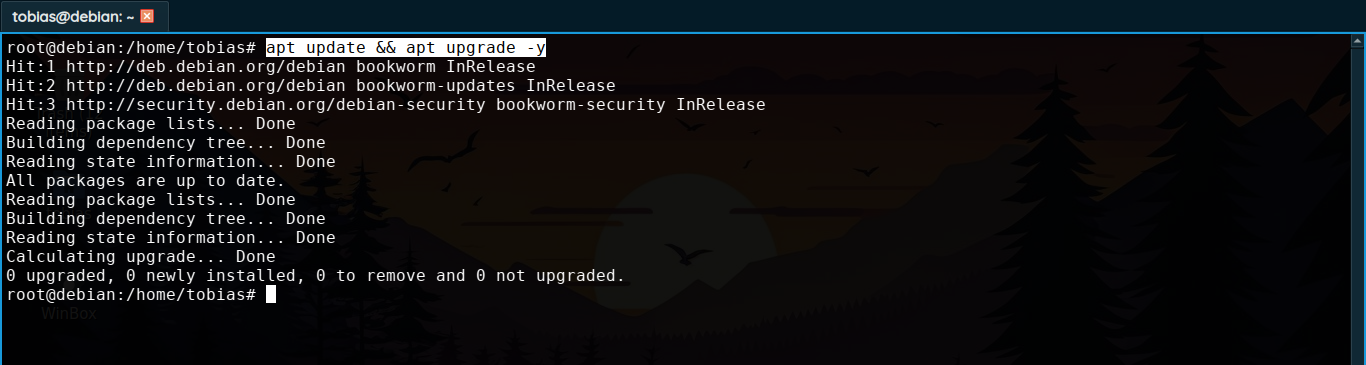 tobias@debian: ~
root@debian:/home/tobias# apt update && apt upgrade -y
Hit:1 http://deb.debian.org/debian bookworm InRelease
Hit:2 http://deb.debian.org/debian bookworm-updates InRelease
Hit:3 http://security.debian.org/debian-security bookworm-security InRelease
Reading package lists... Done
Building dependency tree... Done
Reading state information... Done
All packages are up to date.
Reading package lists... Done
Building dependency tree... Done
Reading state information... Done
Calculating upgrade... Done
0 upgraded, 0 newly installed, 0 to remove and 0 not upgraded.
root@debian:/home/tobias#
WinBox